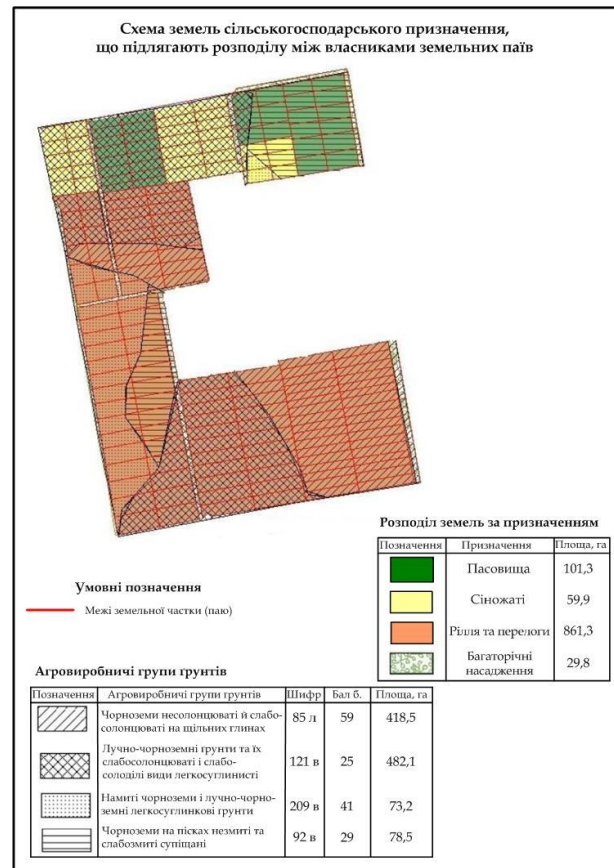 Схема земель сільськогосподарського призначення,
що підлягають розподілу між власниками земельних паїв
Розподіл земель за призначенням
Позначення Призначення Площа, га
Пасовища 101,3
Сіножаті 59,9
Рілля та перелоги 861,3
Багаторічні
насадження 29,8
Умовні позначення
Межі земельної частки (паю)
Агровиробничі групи ґрунтів
Позначення Агровиробничі групи ґрунтів Шифр Бал б. Площа, га
Чорноземи несолонцюваті й слабо-
солонцюваті на щільних глинах 85 л 59 418,5
Лучно-чорноземні ґрунти та їх
слабосолонцюваті і слабо-
солоділі види легкосуглинисті 121 в 25 482,1
Намиті чорноземи і лучно-чорно-
земні легкосуглинкові ґрунти 209 в 41 73,2
Чорноземи на пісках незмиті та
слабозмиті супіщані 92 в 29 78,5